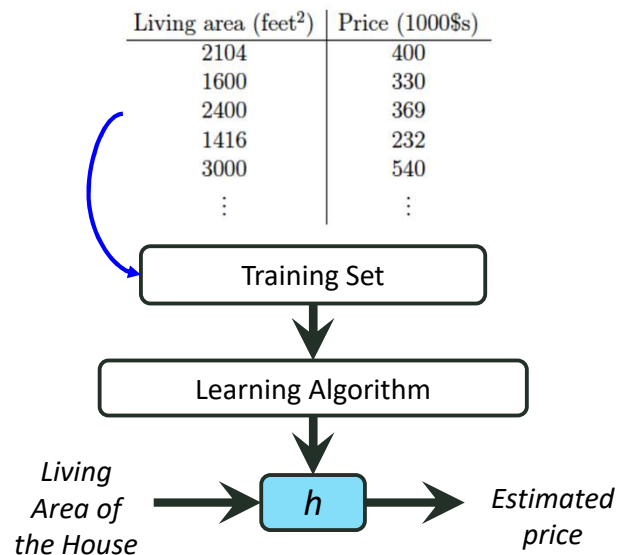 Living area (feet²) Price (1000$s)
2104 400
1600 330
2400 369
1416 232
3000 540
⋮ ⋮
Training Set
Learning Algorithm
Living
Area of
the House
h
Estimated
price